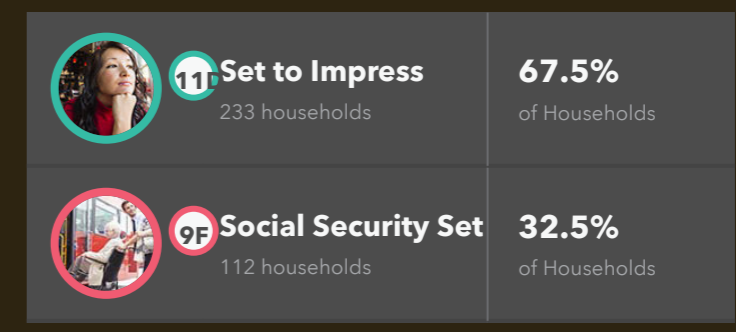 11D Set to Impress
233 households
67.5%
of Households
9F Social Security Set
112 households
32.5%
of Households